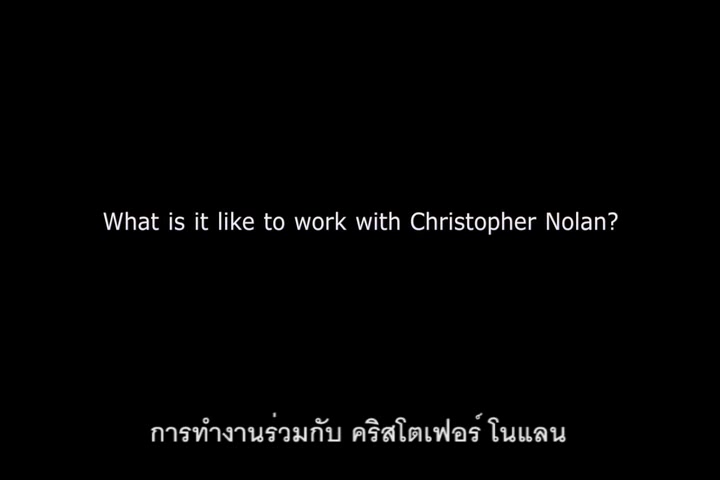 What is it like to work with Christopher Nolan?
การทำงานร่วมกับ คริสโตเฟอร์ โนแลน